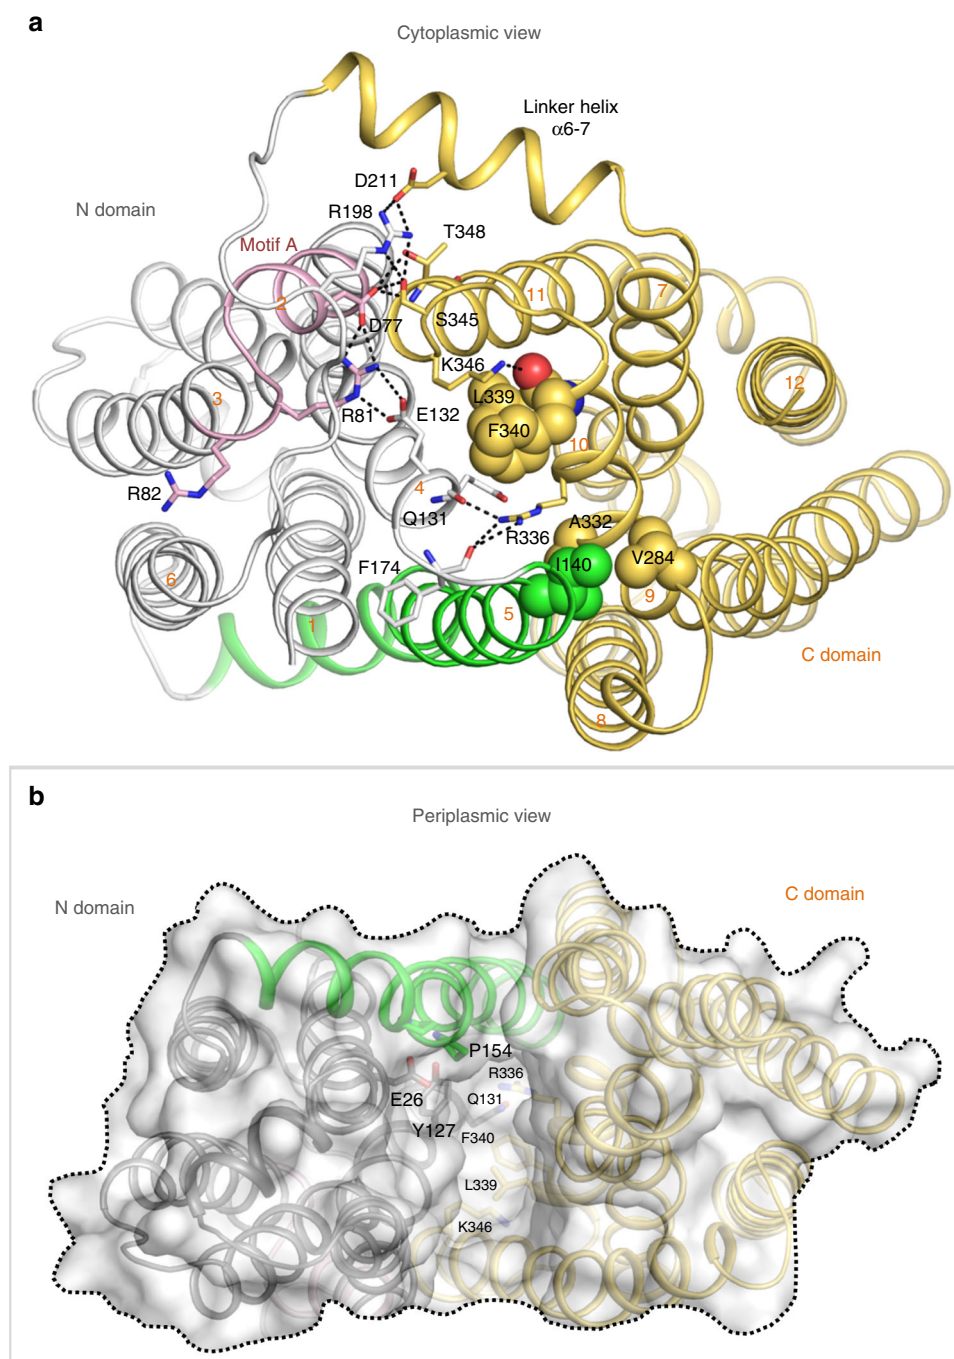 a
Cytoplasmic view
Linker helix
α6-7
D211
N domain
R198
T348
Motif A
2
11
7
D77
S345
K346
12
3
L339
R81
E132
F340
10
4
R82
Q131
R336
A332
I140
V284
F174
6
9
5
1
C domain
8
b
Periplasmic view
C domain
N domain
P154
R336
E26
Q131
Y127
F340
L339
K346